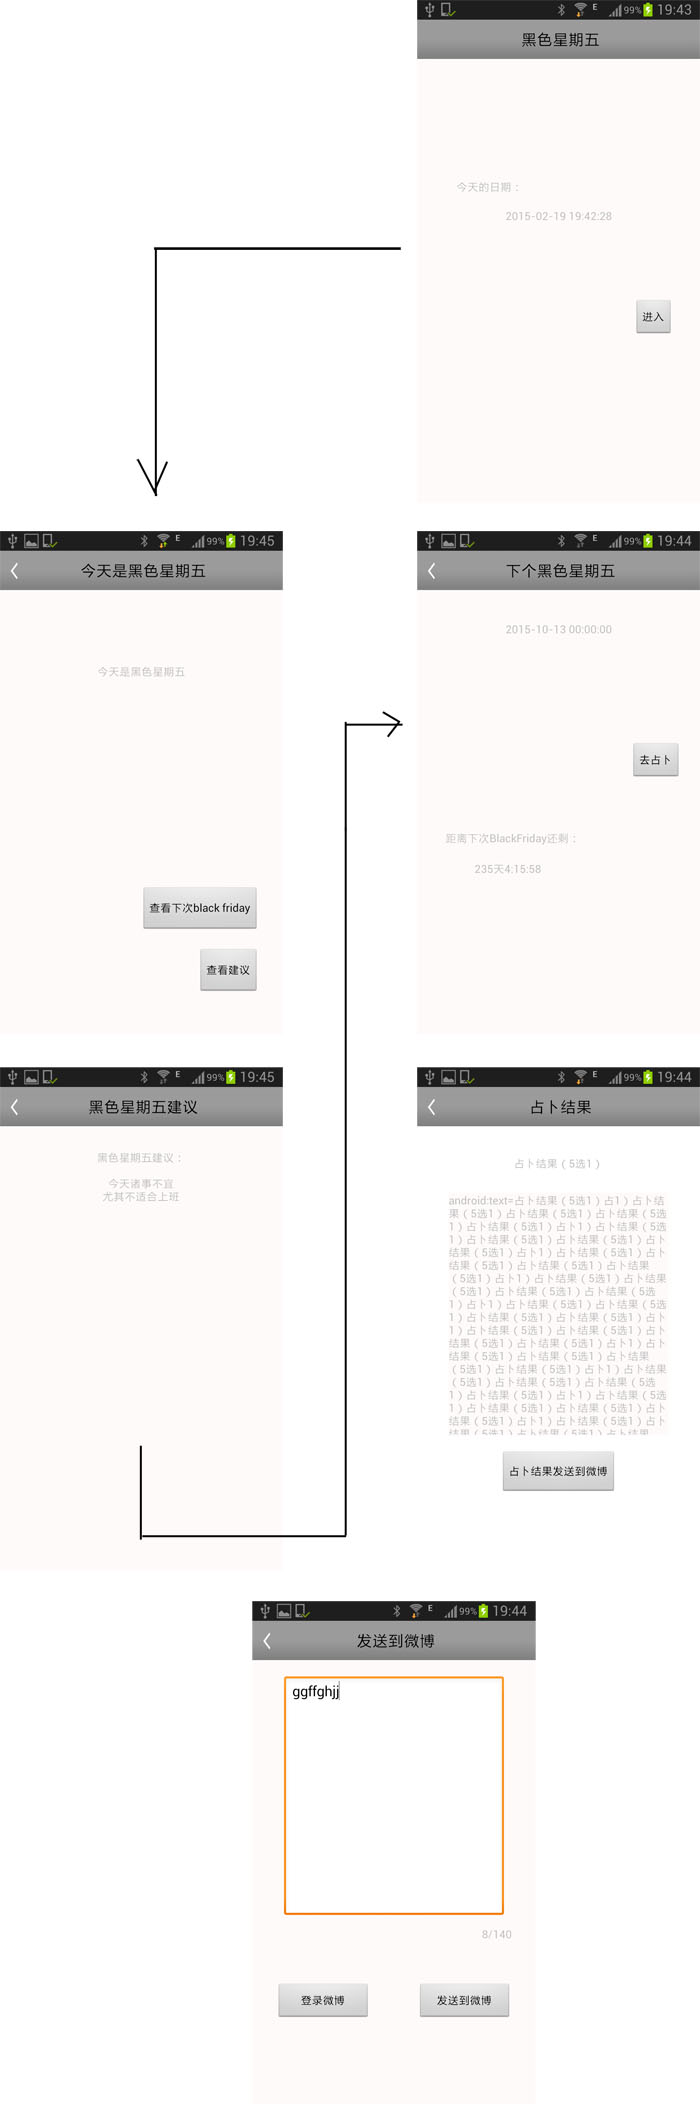 E 99% 19:43
黑色星期五
今天的日期：
2015-02-19 19:42:28
进入
E 99% 19:45
今天是黑色星期五
今天是黑色星期五
查看下次black friday
查看建议
E 99% 19:44
下个黑色星期五
2015-10-13 00:00:00
去占卜
距离下次BlackFriday还剩：
235天4:15:58
E 99% 19:45
黑色星期五建议
黑色星期五建议：
今天诸事不宜
尤其不适合上班
E 99% 19:44
占卜结果
占卜结果（5选1）
android:text=占卜结果（5选1）占1）占卜结
果（5选1）占卜结果（5选1）占卜结果（5选
1）占卜结果（5选1）占卜1）占卜结果（5选
1）占卜结果（5选1）占卜结果（5选1）占卜
结果（5选1）占卜1）占卜结果（5选1）占卜
结果（5选1）占卜结果（5选1）占卜结果
（5选1）占卜1）占卜结果（5选1）占卜结果
（5选1）占卜结果（5选1）占卜结果（5选
1）占卜1）占卜结果（5选1）占卜结果（5选
1）占卜结果（5选1）占卜结果（5选1）占卜
1）占卜结果（5选1）占卜结果（5选1）占卜
结果（5选1）占卜结果（5选1）占卜1）占卜
结果（5选1）占卜结果（5选1）占卜结果
（5选1）占卜结果（5选1）占卜1）占卜结果
（5选1）占卜结果（5选1）占卜结果（5选
1）占卜结果（5选1）占卜1）占卜结果（5选
1）占卜结果（5选1）占卜结果（5选1）占卜
结果（5选1）占卜1）占卜结果（5选1）占卜
结果（5选1）占卜结果（5选1）占卜结果
占卜结果发送到微博
E 99% 19:44
发送到微博
ggffghjj
8/140
登录微博
发送到微博